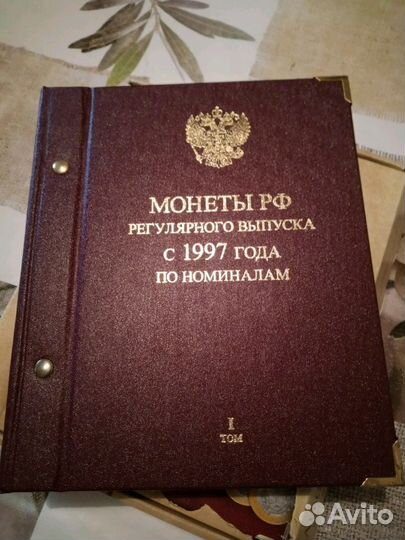 МОНЕТЫ РФ
РЕГУЛЯРНОГО ВЫПУСКА
С 1997 ГОДА
ПО НОМИНАЛАМ
I
ТОМ
Avito